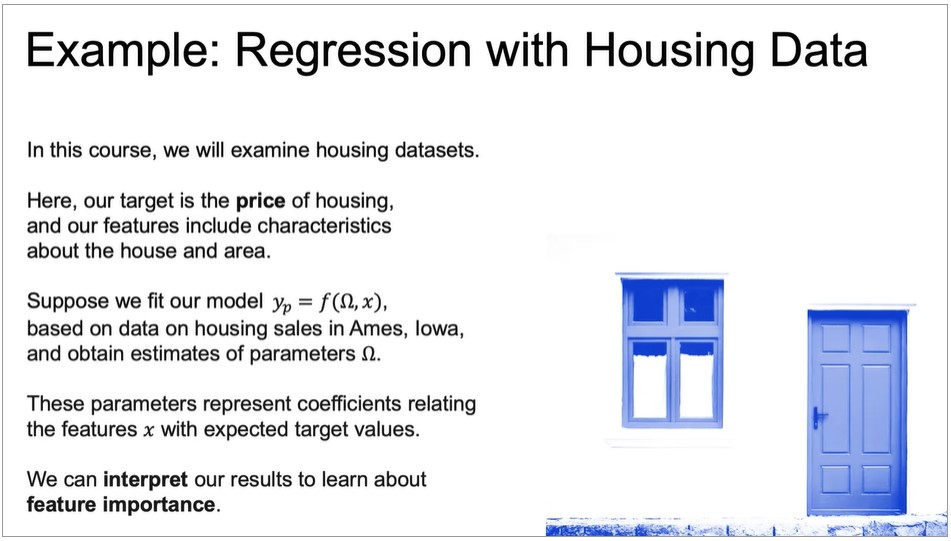 Example: Regression with Housing Data
In this course, we will examine housing datasets.
Here, our target is the price of housing,
and our features include characteristics
about the house and area.
Suppose we fit our model yₚ = f(Ω, x),
based on data on housing sales in Ames, Iowa,
and obtain estimates of parameters Ω.
These parameters represent coefficients relating
the features x with expected target values.
We can interpret our results to learn about
feature importance.